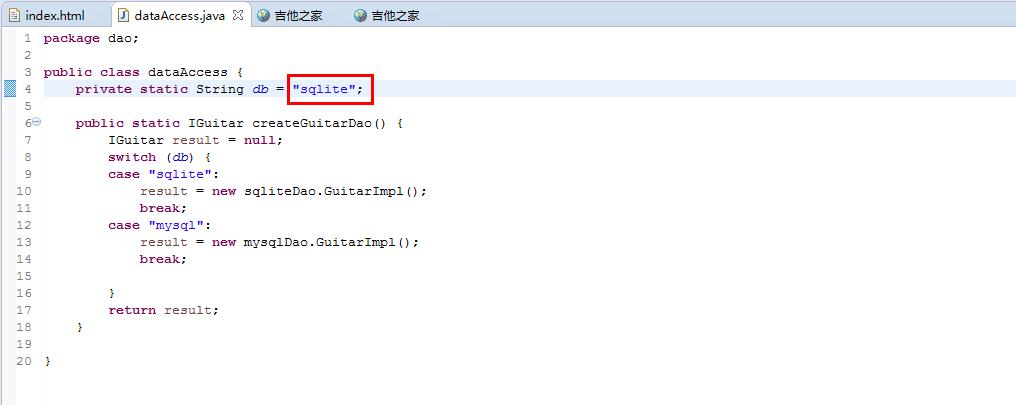 index.html dataAccess.java 吉他之家 吉他之家
1 package dao;
2
3 public class dataAccess {
4 private static String db = "sqlite";
5
6 public static IGuitar createGuitarDao() {
7 IGuitar result = null;
8 switch (db) {
9 case "sqlite":
10 result = new sqliteDao.GuitarImpl();
11 break;
12 case "mysql":
13 result = new mysqlDao.GuitarImpl();
14 break;
15
16 }
17 return result;
18 }
19
20 }